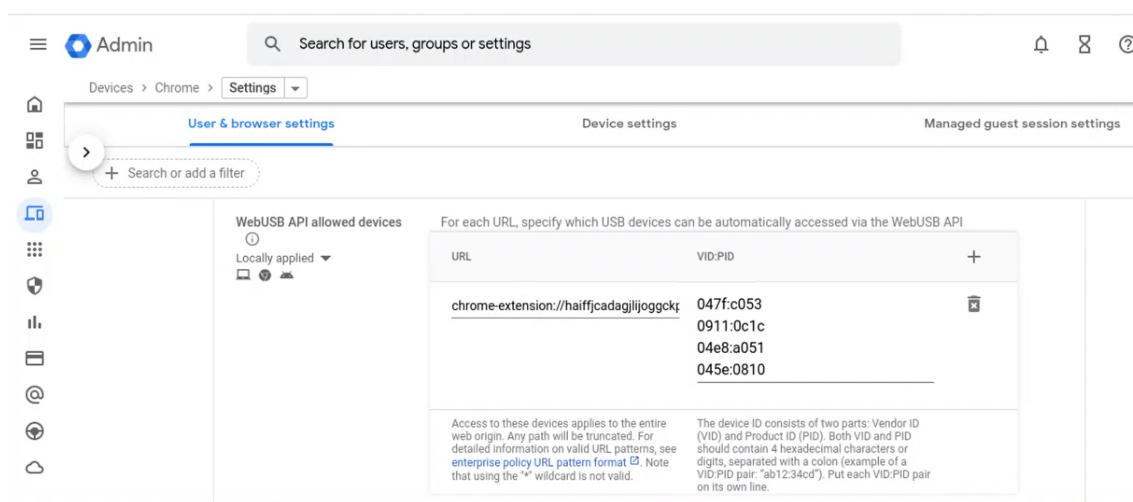 Admin
Search for users, groups or settings
Devices > Chrome > Settings
User & browser settings
Device settings
Managed guest session settings
+ Search or add a filter
WebUSB API allowed devices
For each URL, specify which USB devices can be automatically accessed via the WebUSB API
Locally applied
URL
VID:PID
chrome-extension://haiffjcadagjlijoggckp
047f:c053
0911:0c1c
04e8:a051
045e:0810
Access to these devices applies to the entire
web origin. Any path will be truncated. For
detailed information on valid URL patterns, see
enterprise policy URL pattern format. Note
that using the "*" wildcard is not valid.
The device ID consists of two parts: Vendor ID
(VID) and Product ID (PID). Both VID and PID
should contain 4 hexadecimal characters or
digits, separated with a colon (example of a
VID:PID pair: "ab12:34cd"). Put each VID:PID pair
on its own line.